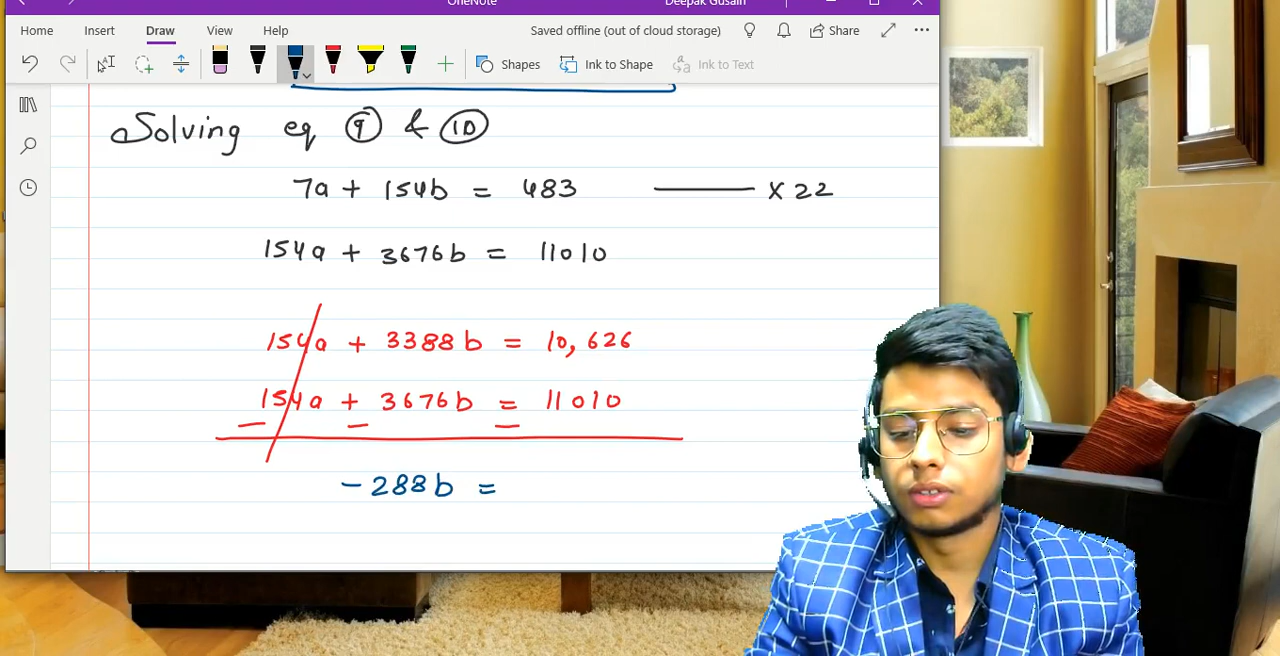 OneNote
Deepak Gusain
Home Insert Draw View Help
Saved offline (out of cloud storage)
Share
Shapes Ink to Shape Ink to Text
Solving eq 9 & 10
7a + 154b = 483 ——— × 22
154a + 3676b = 11010
154a + 3388b = 10,626
154a + 3676b = 11010
− − −
−288b =